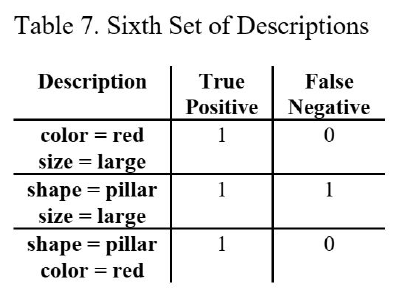 Table 7. Sixth Set of Descriptions
Description True Positive False Negative
color = red size = large 1 0
shape = pillar size = large 1 1
shape = pillar color = red 1 0